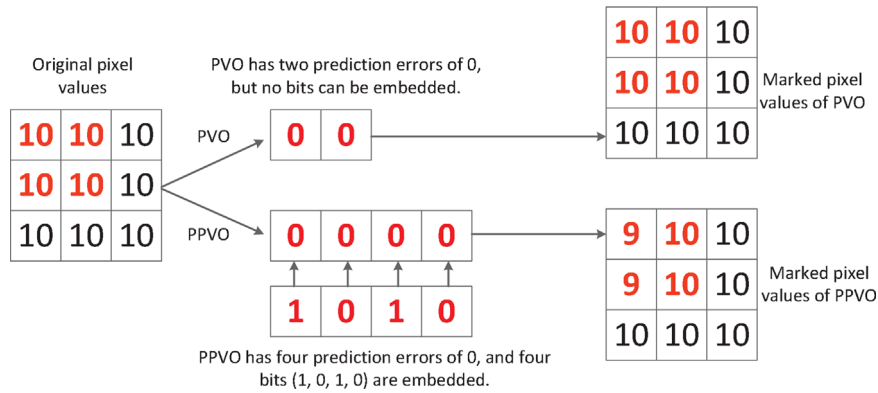 Original pixel
values
10 10 10
10 10 10
10 10 10
PVO has two prediction errors of 0,
but no bits can be embedded.
PVO
0 0
10 10 10
10 10 10
10 10 10
Marked pixel
values of PVO
PPVO
0 0 0 0
1 0 1 0
PPVO has four prediction errors of 0, and four
bits (1, 0, 1, 0) are embedded.
9 10 10
9 10 10
10 10 10
Marked pixel
values of PPVO